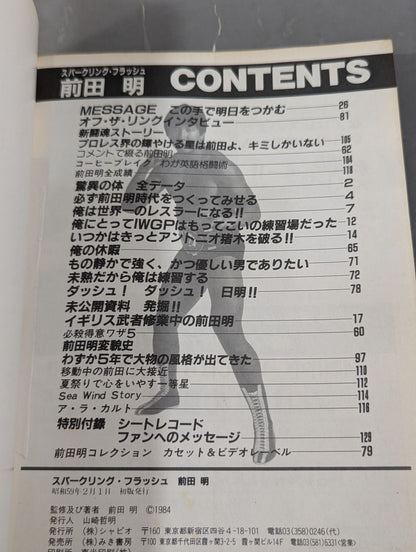 スパークリング・フラッシュ
前田 明 CONTENTS
MESSAGE この手で明日をつかむ 26
オフ・ザ・リングインタビュー 81
新闘魂ストーリー
プロレス界の輝やける星は前田よ、キミしかいない 105
コメントで綴る前田明 62
コーヒーブレイク わが英語格闘術 104
前田明全成績 118
驚異の体 全データ 2
必ず前田明時代をつくってみせる 4
俺は世界一のレスラーになる!! 7
俺にとってIWGPはもってこいの練習場だった 12
いつかはきっとアントニオ猪木を破る!! 14
俺の休暇 65
もの静かで強く、かつ優しい男でありたい 71
未熟だから俺は練習する 72
ダッシュ! ダッシュ! 日明!! 78
未公開資料 発掘!!
イギリス武者修業中の前田明 17
必殺得意ワザ5 60
前田明変貌史
わずか5年で大物の風格が出てきた 97
移動中の前田に大接近 110
夏祭りで心をいやす一等星 112
Sea Wind Story 114
ア・ラ・カルト 116
特別付録 シートレコード
ファンへのメッセージ 129
前田明コレクション カセット&ビデオレーベル 79
スパークリング・フラッシュ 前田 明
昭和59年2月1日 初版発行
監修及び著者 前田 明 ©1984
発行人 山崎哲明
発行所 (株)シャピオ 〒160 東京都新宿区四谷4-18-101 電話03(358)0246(代)
発売所 (株)みき書房 〒100 東京都千代田区霞ヶ関3-2-5 霞ヶ関ビル14F 電話03(581)5331(営業)